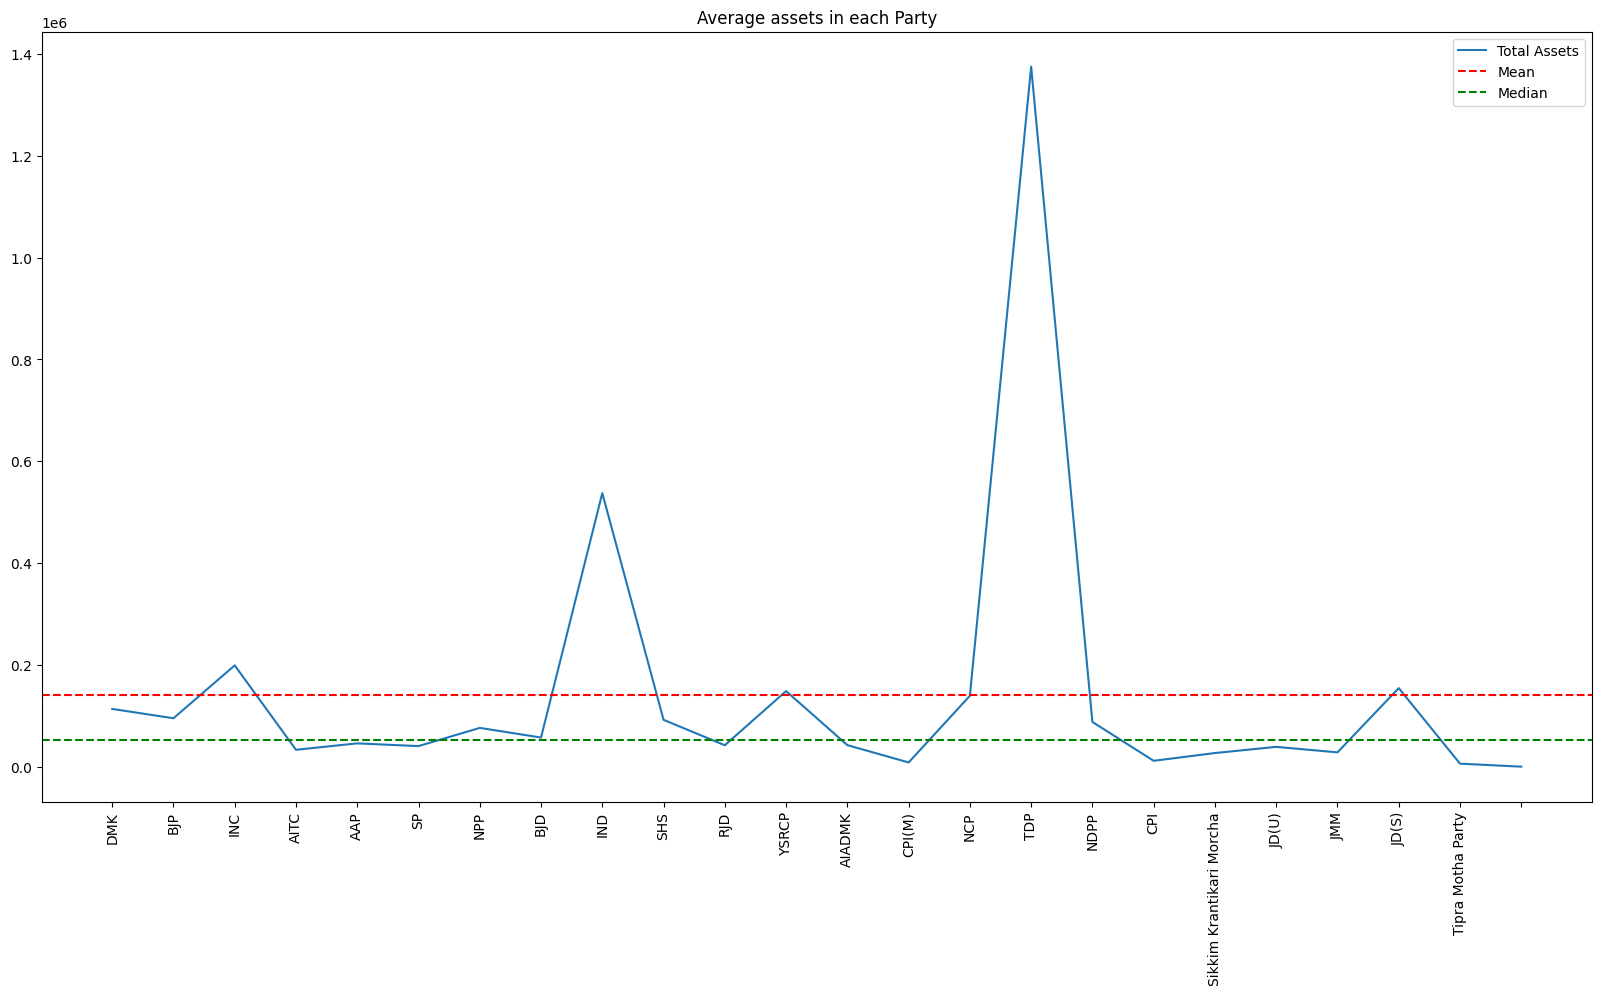 Average assets in each Party
1e6
1.4
1.2
1.0
0.8
0.6
0.4
0.2
0.0
Total Assets
Mean
Median
DMK
BJP
INC
AITC
AAP
SP
NPP
BJD
IND
SHS
RJD
YSRCP
AIADMK
CPI(M)
NCP
TDP
NDPP
CPI
Sikkim Krantikari Morcha
JD(U)
JMM
JD(S)
Tipra Motha Party